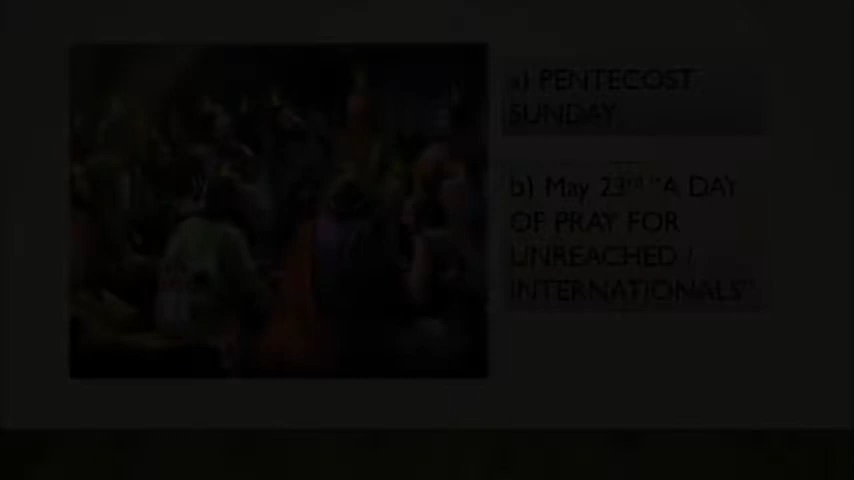 a) PENTECOST
SUNDAY
b) May 23rd "A DAY
OF PRAY FOR
UNREACHED /
INTERNATIONALS"